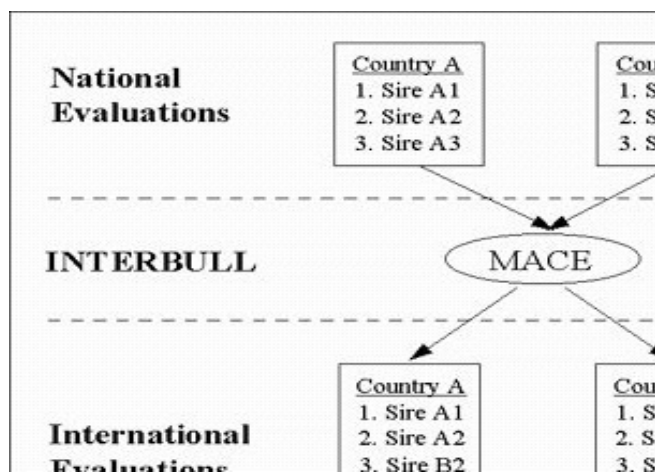 National
Evaluations
Country A
1. Sire A1
2. Sire A2
3. Sire A3
INTERBULL
MACE
International
Evaluations
Country A
1. Sire A1
2. Sire A2
3. Sire B2